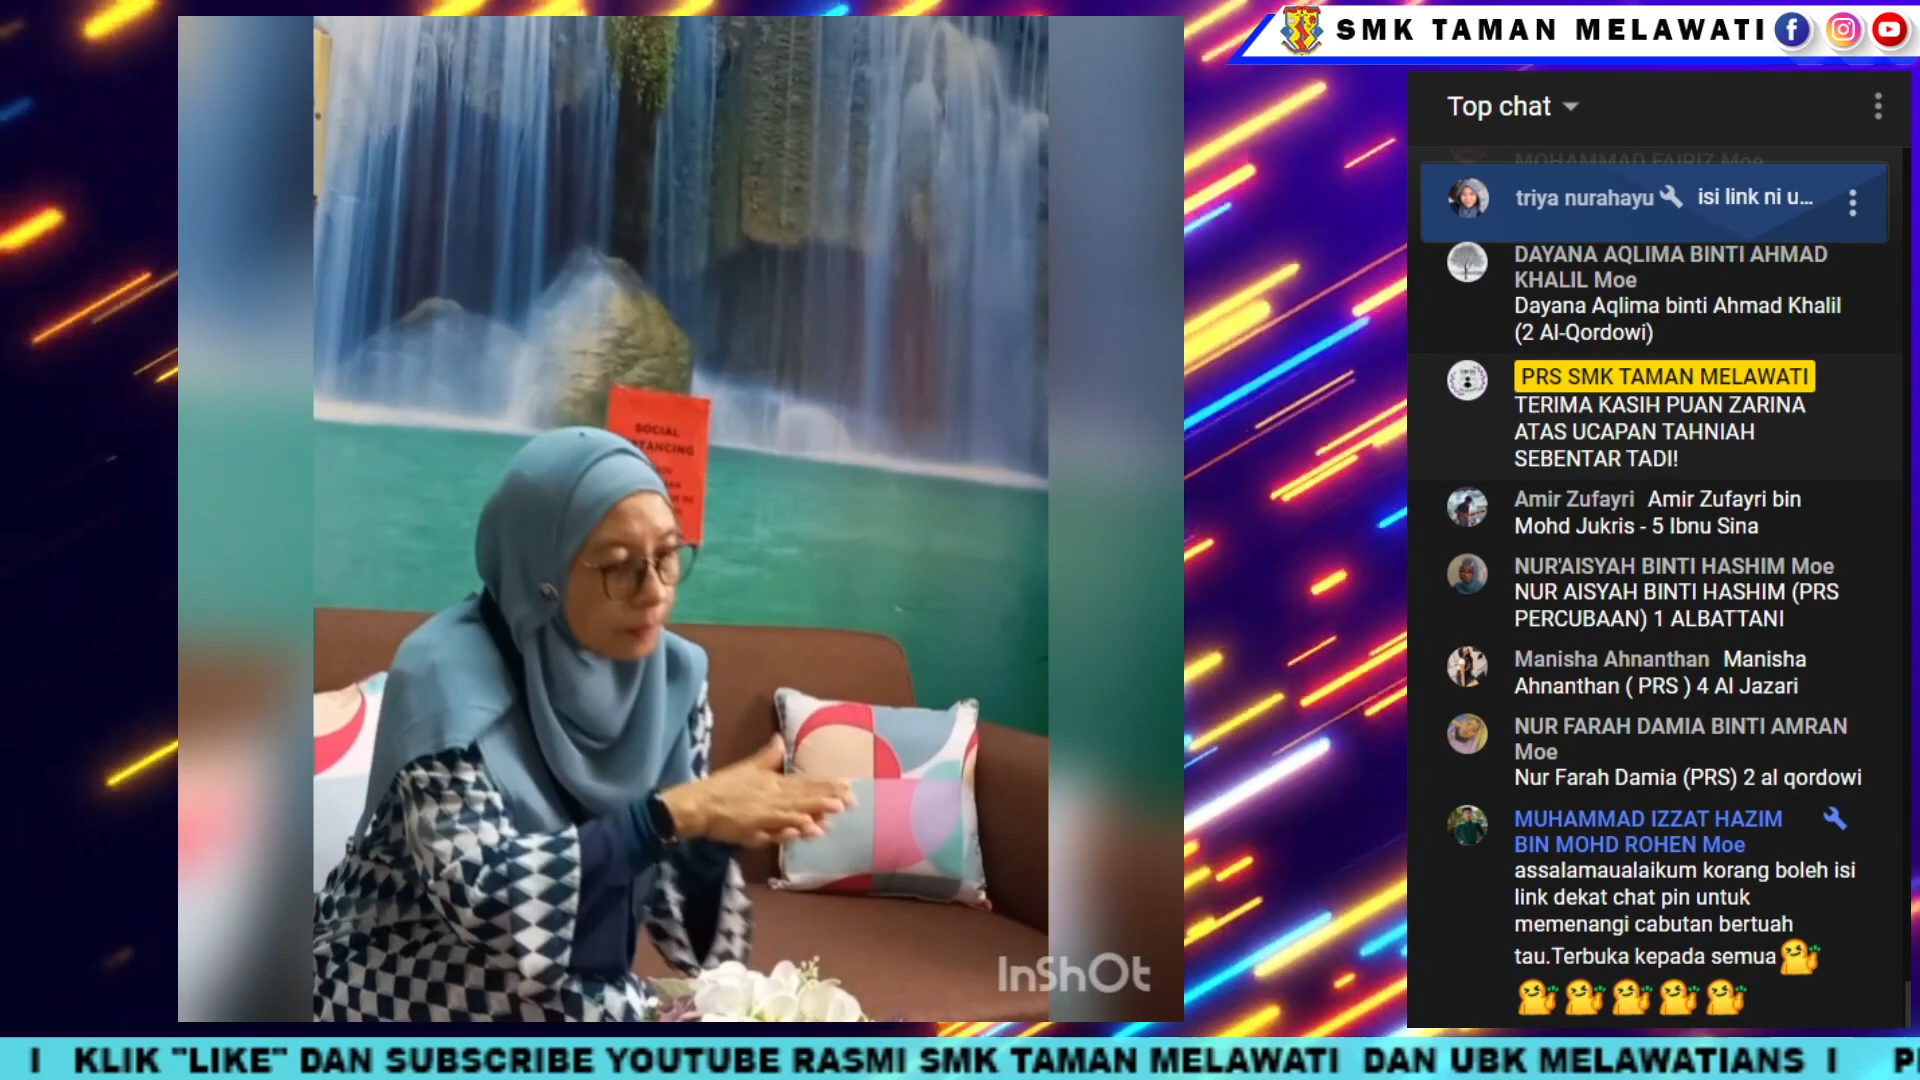 SMK TAMAN MELAWATI
Top chat
MOHAMMAD FAIRIZ Moe
triya nurahayu isi link ni u...
DAYANA AQLIMA BINTI AHMAD
KHALIL Moe
Dayana Aqlima binti Ahmad Khalil
(2 Al-Qordowi)
PRS SMK TAMAN MELAWATI
TERIMA KASIH PUAN ZARINA
ATAS UCAPAN TAHNIAH
SEBENTAR TADI!
Amir Zufayri Amir Zufayri bin
Mohd Jukris - 5 Ibnu Sina
NUR'AISYAH BINTI HASHIM Moe
NUR AISYAH BINTI HASHIM (PRS
PERCUBAAN) 1 ALBATTANI
Manisha Ahnanthan Manisha
Ahnanthan ( PRS ) 4 Al Jazari
NUR FARAH DAMIA BINTI AMRAN
Moe
Nur Farah Damia (PRS) 2 al qordowi
MUHAMMAD IZZAT HAZIM
BIN MOHD ROHEN Moe
assalamaualaikum korang boleh isi
link dekat chat pin untuk
memenangi cabutan bertuah
tau.Terbuka kepada semua
SOCIAL
InShOt
I KLIK "LIKE" DAN SUBSCRIBE YOUTUBE RASMI SMK TAMAN MELAWATI DAN UBK MELAWATIANS I